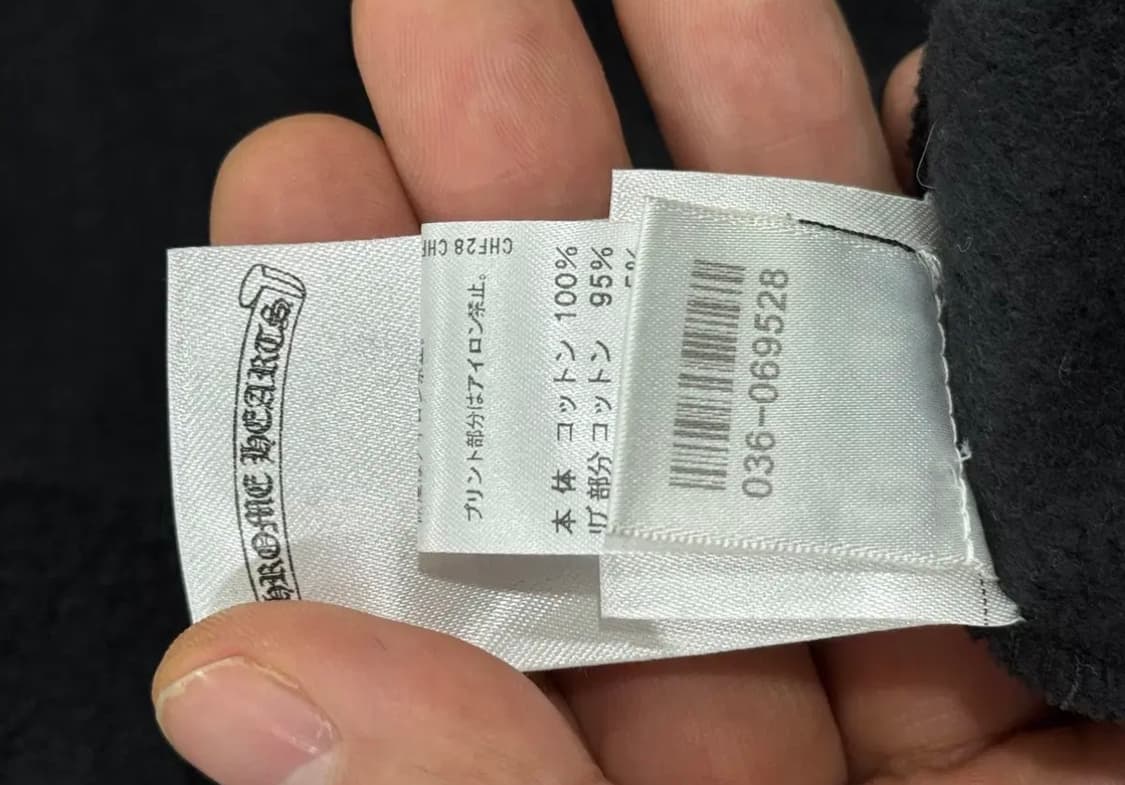 CHROME HEARTS
CHF28 CHF
プリント部分はアイロン禁止。
本 体 コットン 100%
リブ部分 コットン 95%
5%
036-069528